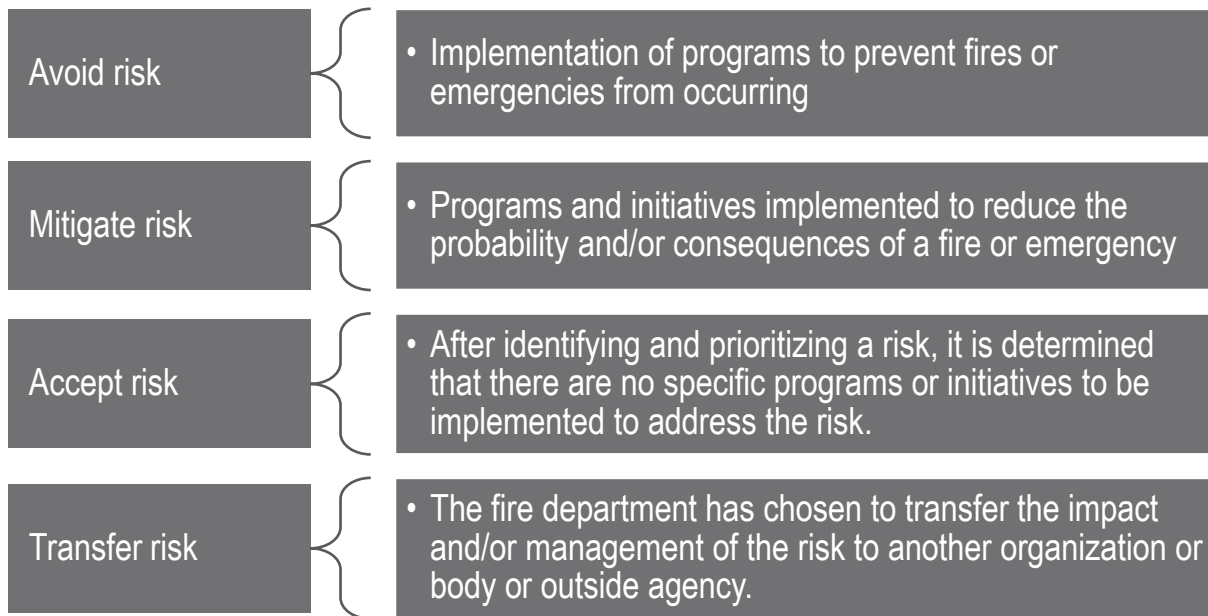 Avoid risk
• Implementation of programs to prevent fires or
emergencies from occurring
Mitigate risk
• Programs and initiatives implemented to reduce the
probability and/or consequences of a fire or emergency
Accept risk
• After identifying and prioritizing a risk, it is determined
that there are no specific programs or initiatives to be
implemented to address the risk.
Transfer risk
• The fire department has chosen to transfer the impact
and/or management of the risk to another organization or
body or outside agency.